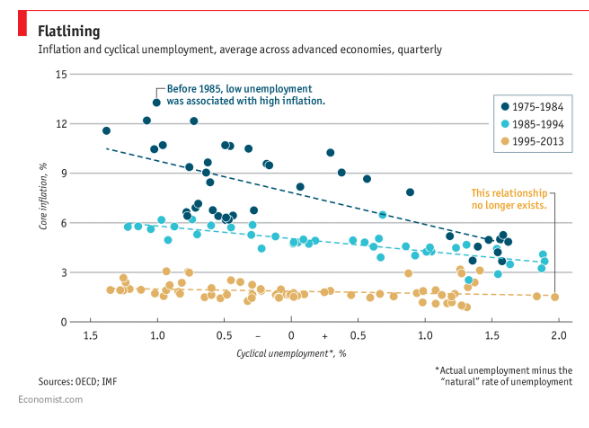 Flatlining
Inflation and cyclical unemployment, average across advanced economies, quarterly
15
Before 1985, low unemployment
was associated with high inflation.
1975-1984
1985-1994
1995-2013
12
Core inflation, %
9
This relationship
no longer exists.
6
3
0
1.5 1.0 0.5 – 0 + 0.5 1.0 1.5 2.0
Cyclical unemployment*, %
Sources: OECD; IMF
*Actual unemployment minus the
“natural” rate of unemployment
Economist.com